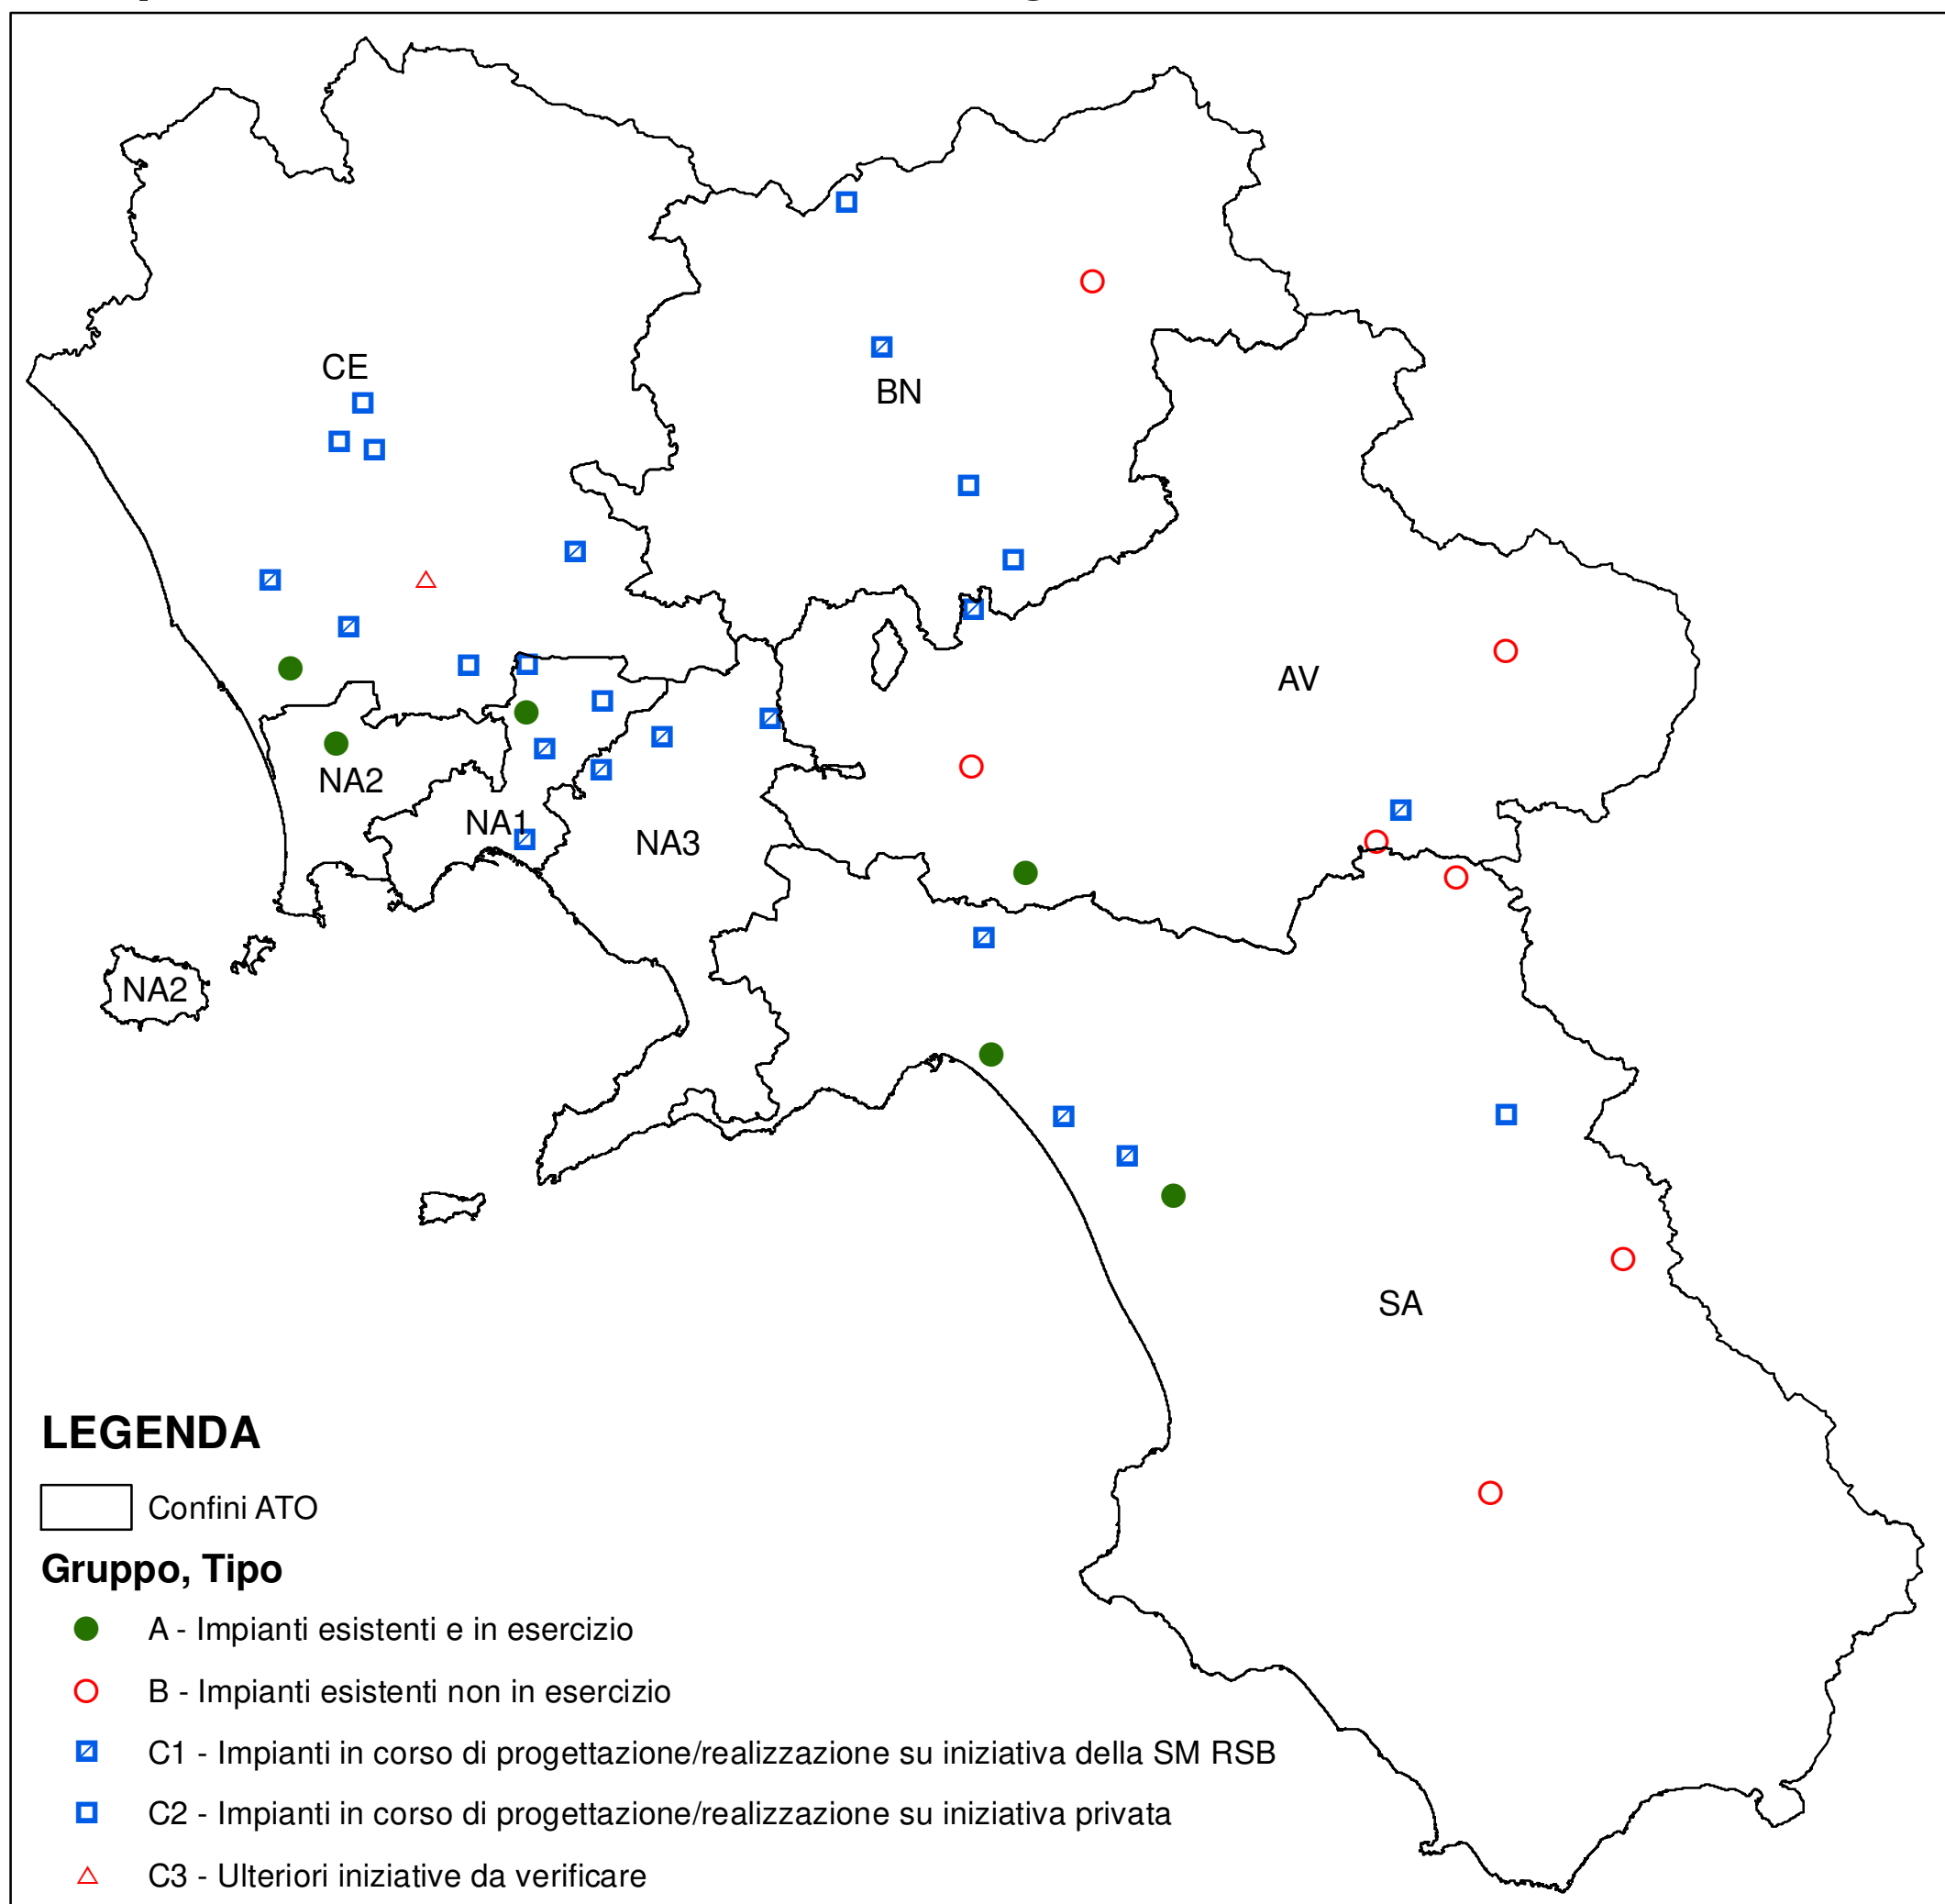 CE
BN
AV
NA2
NA1
NA3
NA2
SA
LEGENDA
Confini ATO
Gruppo, Tipo
A - Impianti esistenti e in esercizio
B - Impianti esistenti non in esercizio
C1 - Impianti in corso di progettazione/realizzazione su iniziativa della SM RSB
C2 - Impianti in corso di progettazione/realizzazione su iniziativa privata
C3 - Ulteriori iniziative da verificare